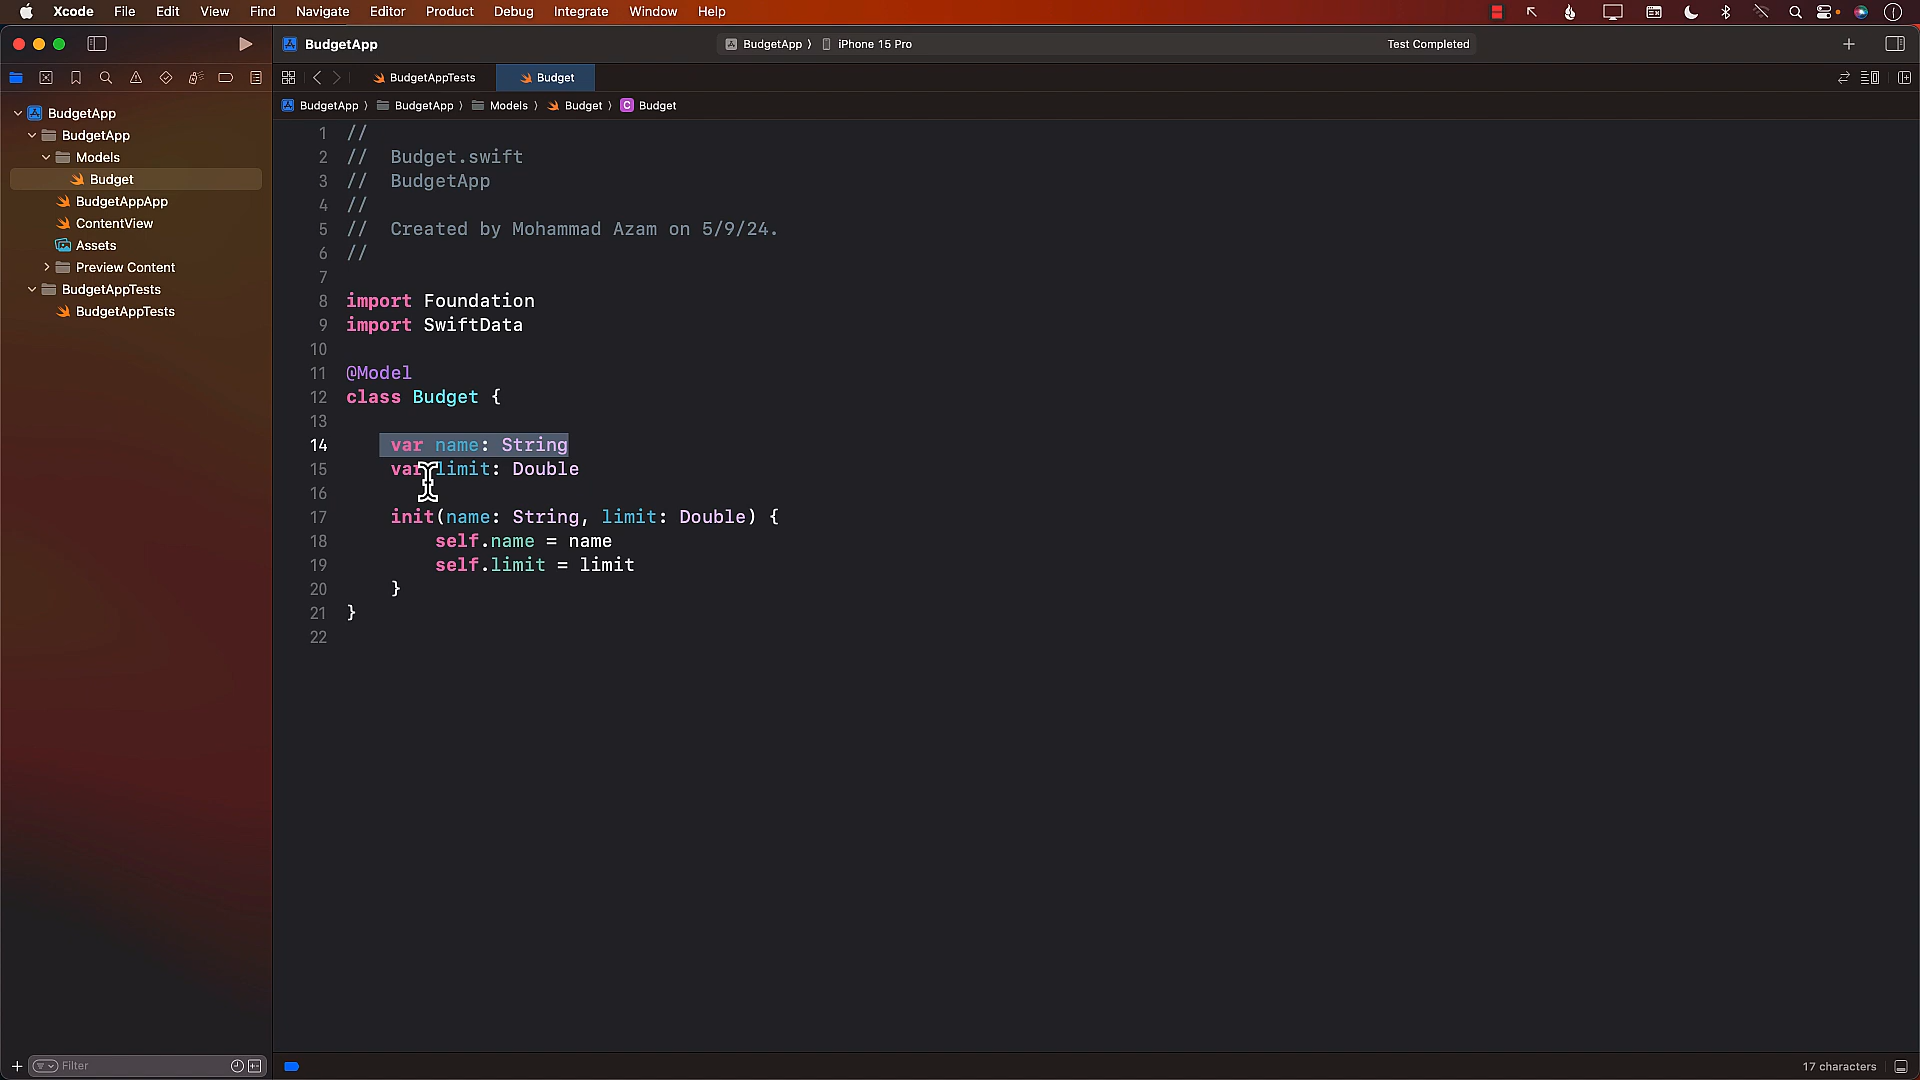 Xcode File Edit View Find Navigate Editor Product Debug Integrate Window Help
BudgetApp
BudgetApp iPhone 15 Pro
Test Completed
BudgetAppTests
Budget
BudgetApp BudgetApp Models Budget C Budget
BudgetApp
BudgetApp
Models
Budget
BudgetAppApp
ContentView
Assets
Preview Content
BudgetAppTests
BudgetAppTests
1 //
2 //  Budget.swift
3 //  BudgetApp
4 //
5 //  Created by Mohammad Azam on 5/9/24.
6 //
7
8 import Foundation
9 import SwiftData
10
11 @Model
12 class Budget {
13
14 var name: String
15 var limit: Double
16
17 init(name: String, limit: Double) {
18 self.name = name
19 self.limit = limit
20 }
21 }
22
Filter
17 characters